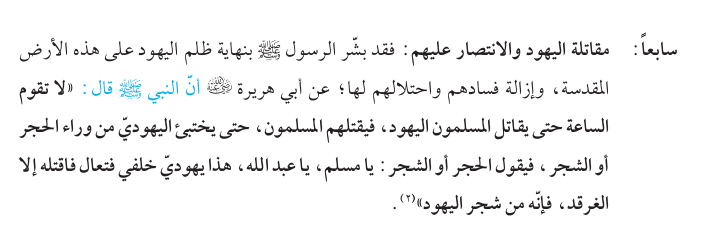 سابعاً: مقاتلة اليهود والانتصار عليهم: فقد بشّر الرسول ﷺ بنهاية ظلم اليهود على هذه الأرض
المقدسة، وإزالة فسادهم واحتلالهم لها؛ عن أبي هريرة رضي الله عنه أنّ النبي ﷺ قال: «لا تقوم
الساعة حتى يقاتل المسلمون اليهود، فيقتلهم المسلمون، حتى يختبئ اليهوديّ من وراء الحجر
أو الشجر، فيقول الحجر أو الشجر: يا مسلم، يا عبد الله، هذا يهوديّ خلفي فتعال فاقتله إلا
الغرقد، فإنّه من شجر اليهود»(٢).